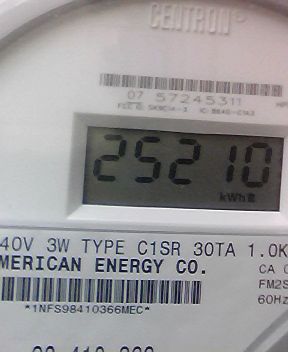 CENTRON®
07 57245311
25210
kWh
40V 3W TYPE C1SR 30TA 1.0K
MERICAN ENERGY CO.
CA
FM2S
60Hz
*1NFS98410366MEC*